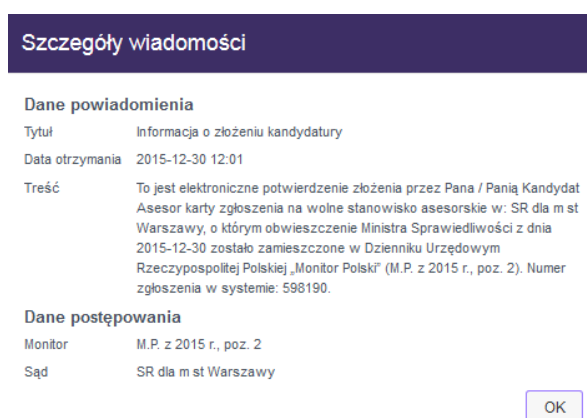 Szczegóły wiadomości
Dane powiadomienia
Tytuł Informacja o złożeniu kandydatury
Data otrzymania 2015-12-30 12:01
Treść To jest elektroniczne potwierdzenie złożenia przez Pana / Panią Kandydat
Asesor karty zgłoszenia na wolne stanowisko asesorskie w: SR dla m st
Warszawy, o którym obwieszczenie Ministra Sprawiedliwości z dnia
2015-12-30 zostało zamieszczone w Dzienniku Urzędowym
Rzeczypospolitej Polskiej „Monitor Polski” (M.P. z 2015 r., poz. 2). Numer
zgłoszenia w systemie: 598190.
Dane postępowania
Monitor M.P. z 2015 r., poz. 2
Sąd SR dla m st Warszawy
OK